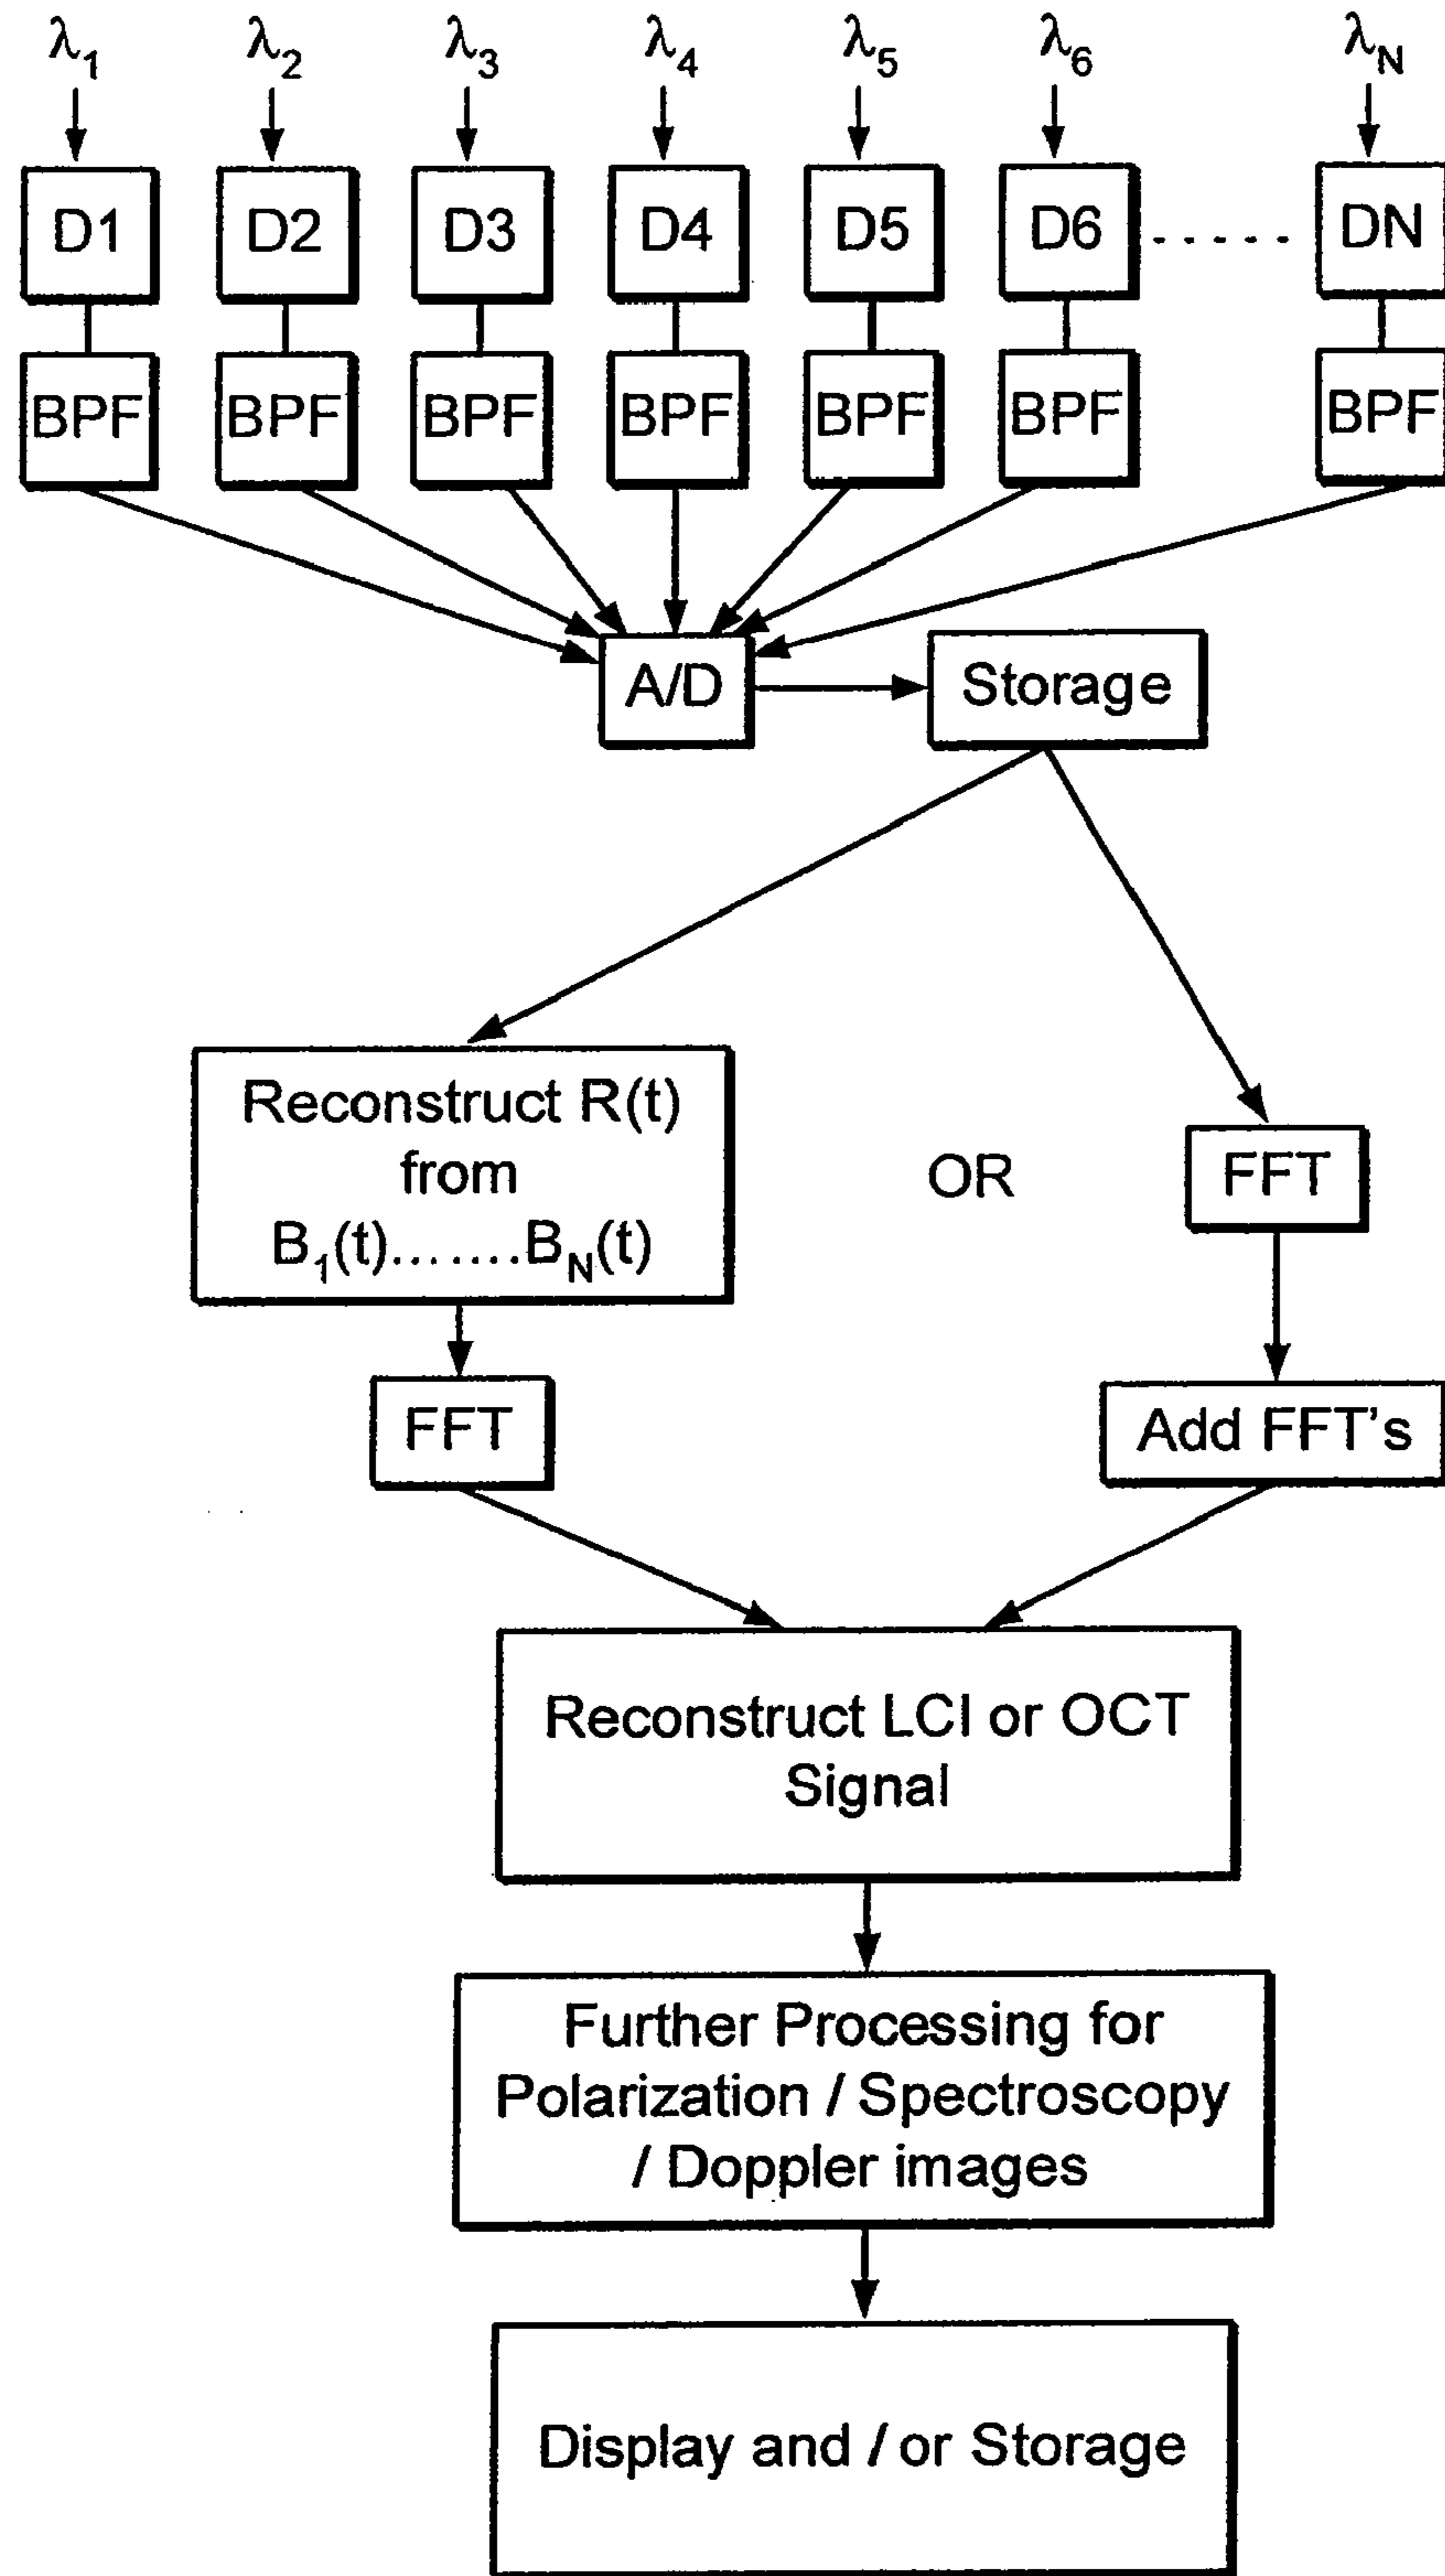 λ1 λ2 λ3 λ4 λ5 λ6 λN
D1 D2 D3 D4 D5 D6 ..... DN
BPF BPF BPF BPF BPF BPF BPF
A/D Storage
Reconstruct R(t)
from
B1(t).......BN(t)
OR
FFT
FFT
Add FFT's
Reconstruct LCI or OCT
Signal
Further Processing for
Polarization / Spectroscopy
/ Doppler images
Display and / or Storage